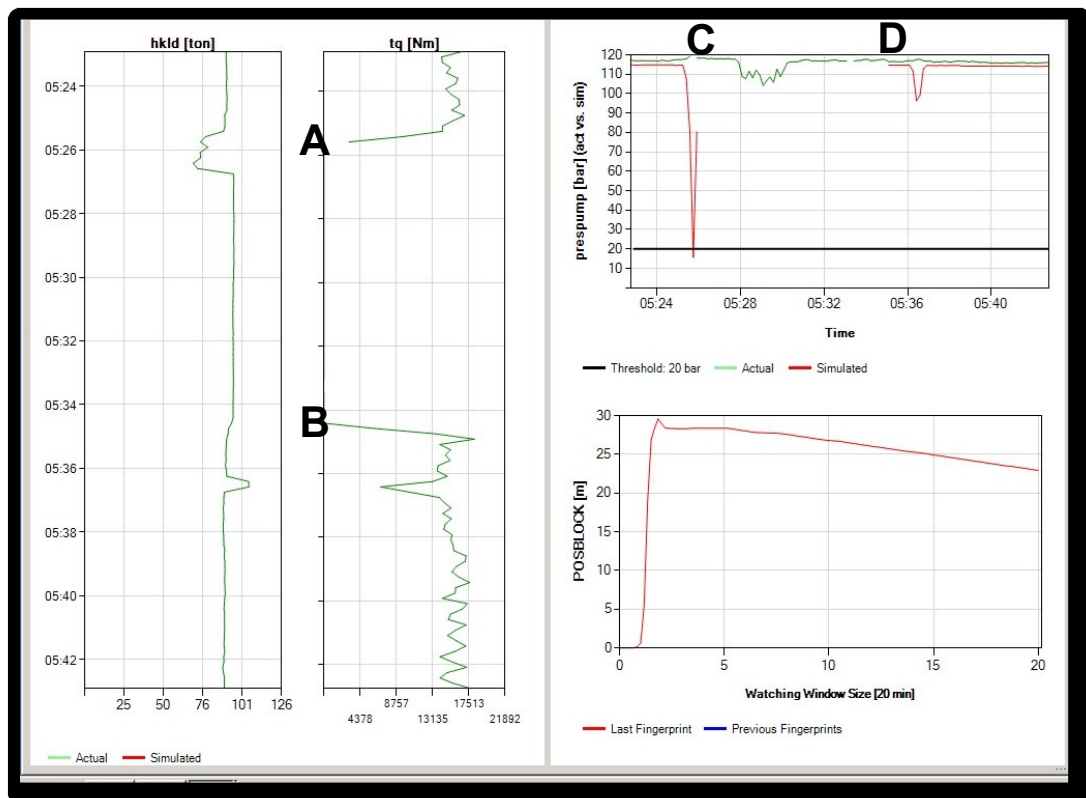 hkld [ton]
05:24
05:26
05:28
05:30
05:32
05:34
05:36
05:38
05:40
05:42
25 50 76 101 126
Actual Simulated
tq [Nm]
A
B
8757 17513
4378 13135 21892
C D
prespump [bar] (act vs. sim)
120
110
100
90
80
70
60
50
40
30
20
10
05:24 05:28 05:32 05:36 05:40
Time
Threshold: 20 bar Actual Simulated
POSBLOCK [m]
30
25
20
15
10
5
0
0 5 10 15 20
Watching Window Size [20 min]
Last Fingerprint Previous Fingerprints